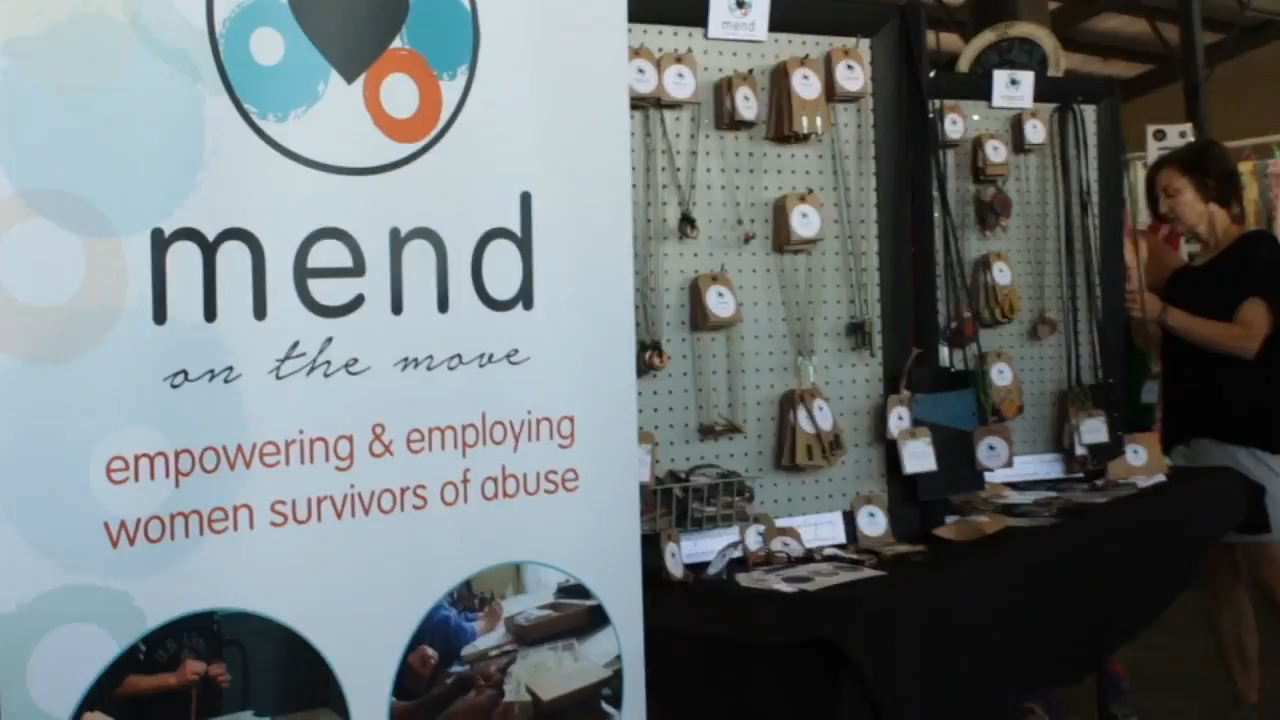 mend
on the move
empowering & employing
women survivors of abuse
mend